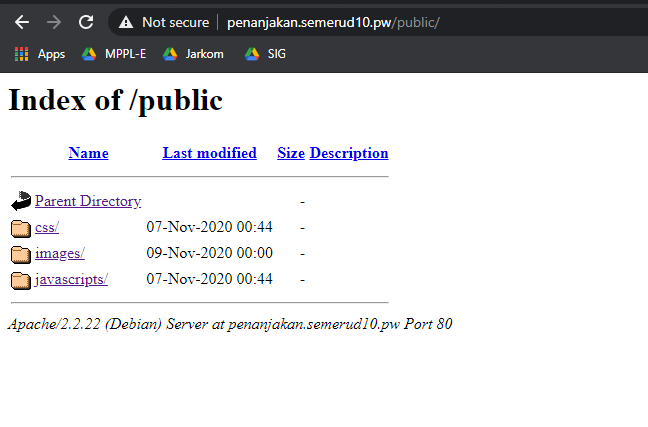 Not secure | penanjakan.semerud10.pw/public/
Apps MPPL-E Jarkom SIG
Index of /public
Name Last modified Size Description
Parent Directory -
css/ 07-Nov-2020 00:44 -
images/ 09-Nov-2020 00:00 -
javascripts/ 07-Nov-2020 00:44 -
Apache/2.2.22 (Debian) Server at penanjakan.semerud10.pw Port 80